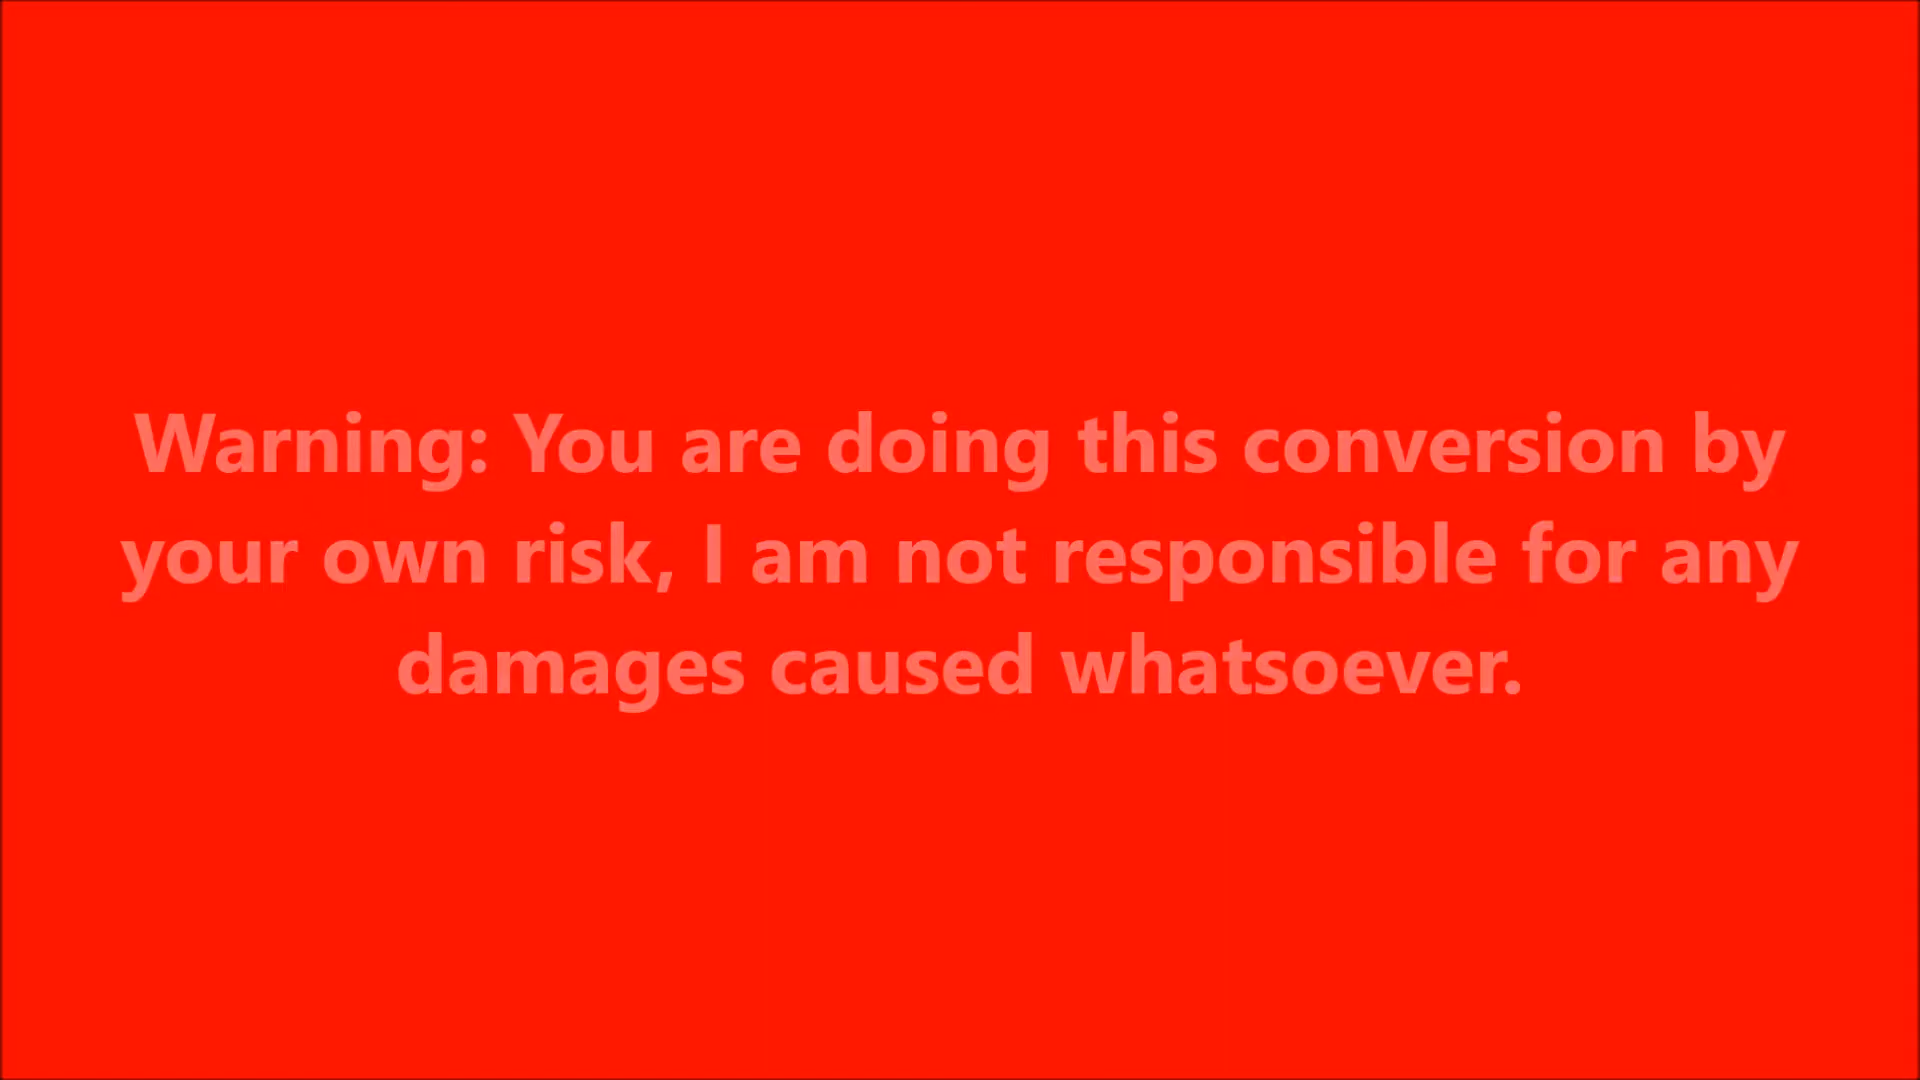 Warning: You are doing this conversion by
your own risk, I am not responsible for any
damages caused whatsoever.